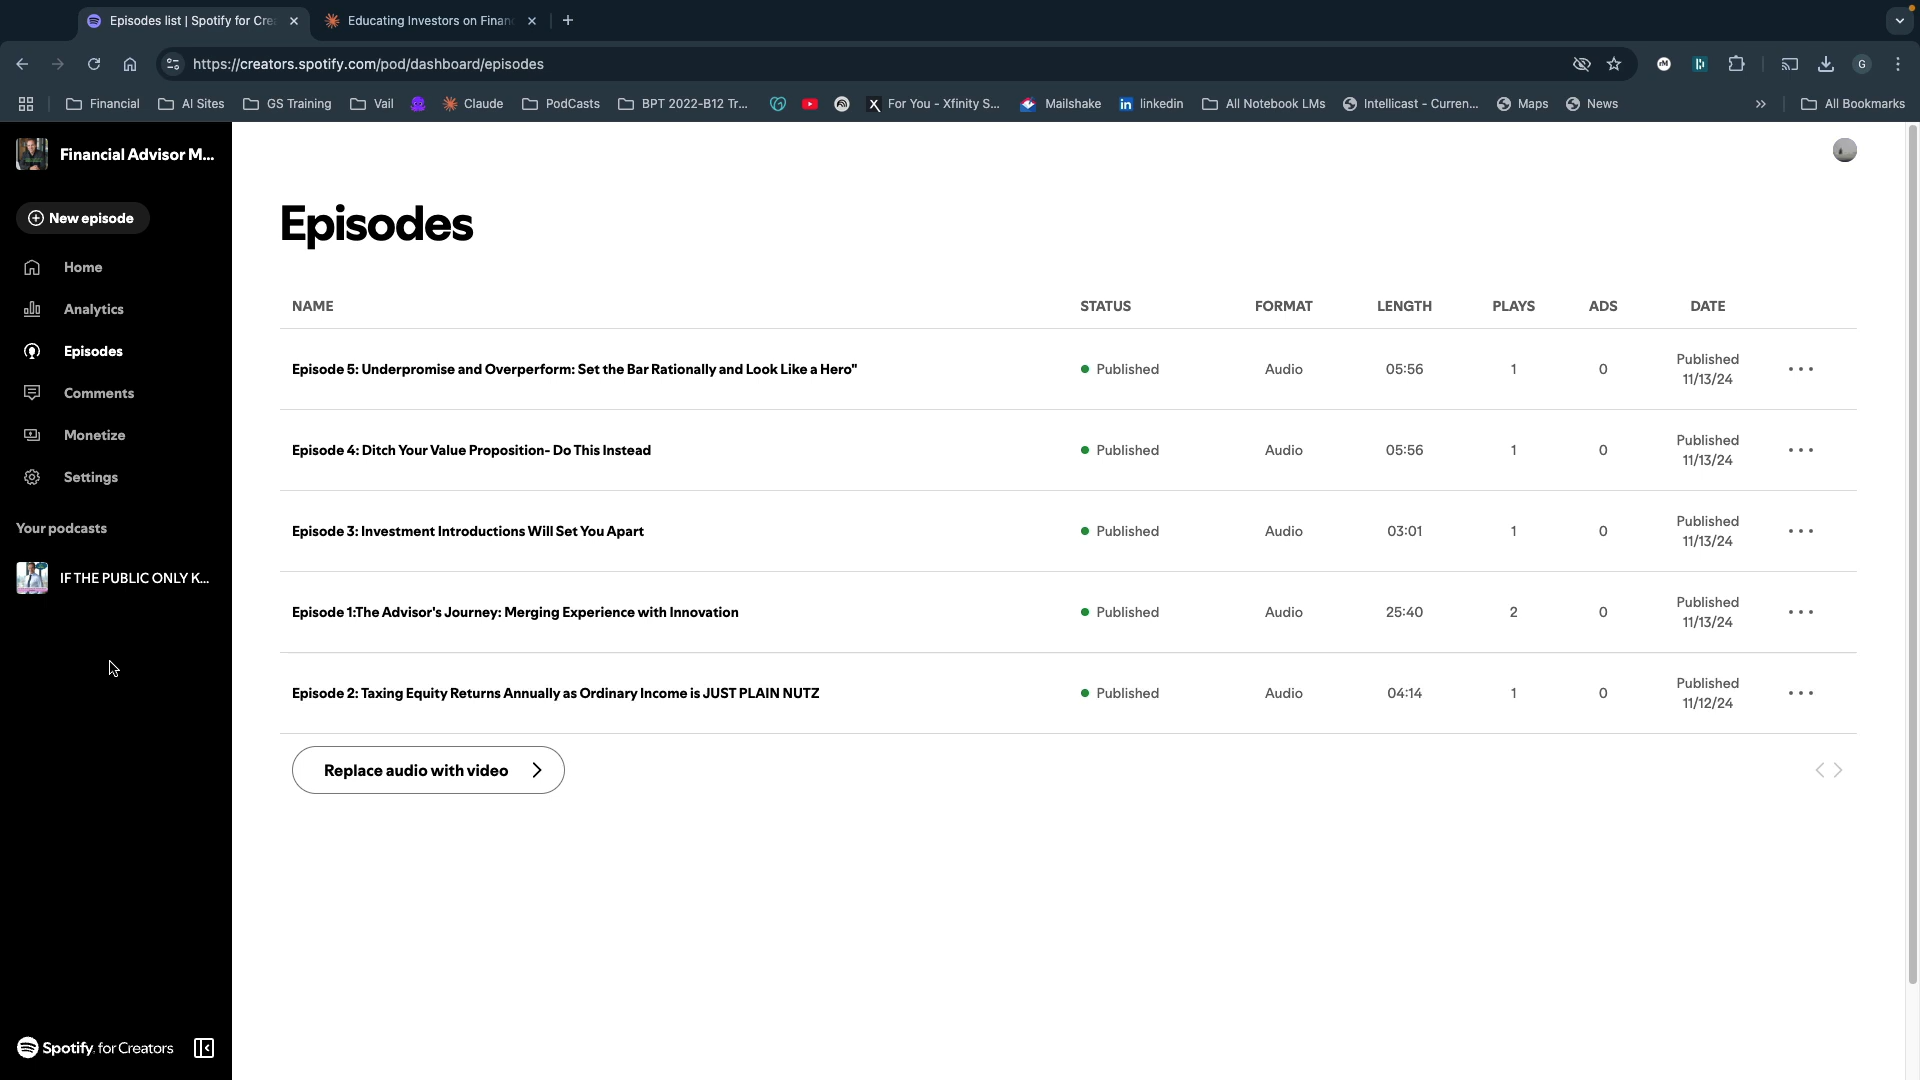 Episodes list | Spotify for Cre
Educating Investors on Finan
https://creators.spotify.com/pod/dashboard/episodes
G
Financial
AI Sites
GS Training
Vail
Claude
PodCasts
BPT 2022-B12 Tr...
For You - Xfinity S...
Mailshake
linkedin
All Notebook LMs
Intellicast - Curren...
Maps
News
All Bookmarks
Financial Advisor M...
New episode
Home
Analytics
Episodes
Comments
Monetize
Settings
Your podcasts
IF THE PUBLIC ONLY K...
Spotify for Creators
Episodes
NAME STATUS FORMAT LENGTH PLAYS ADS DATE
Episode 5: Underpromise and Overperform: Set the Bar Rationally and Look Like a Hero" Published Audio 05:56 1 0 Published
11/13/24
Episode 4: Ditch Your Value Proposition- Do This Instead Published Audio 05:56 1 0 Published
11/13/24
Episode 3: Investment Introductions Will Set You Apart Published Audio 03:01 1 0 Published
11/13/24
Episode 1:The Advisor's Journey: Merging Experience with Innovation Published Audio 25:40 2 0 Published
11/13/24
Episode 2: Taxing Equity Returns Annually as Ordinary Income is JUST PLAIN NUTZ Published Audio 04:14 1 0 Published
11/12/24
Replace audio with video